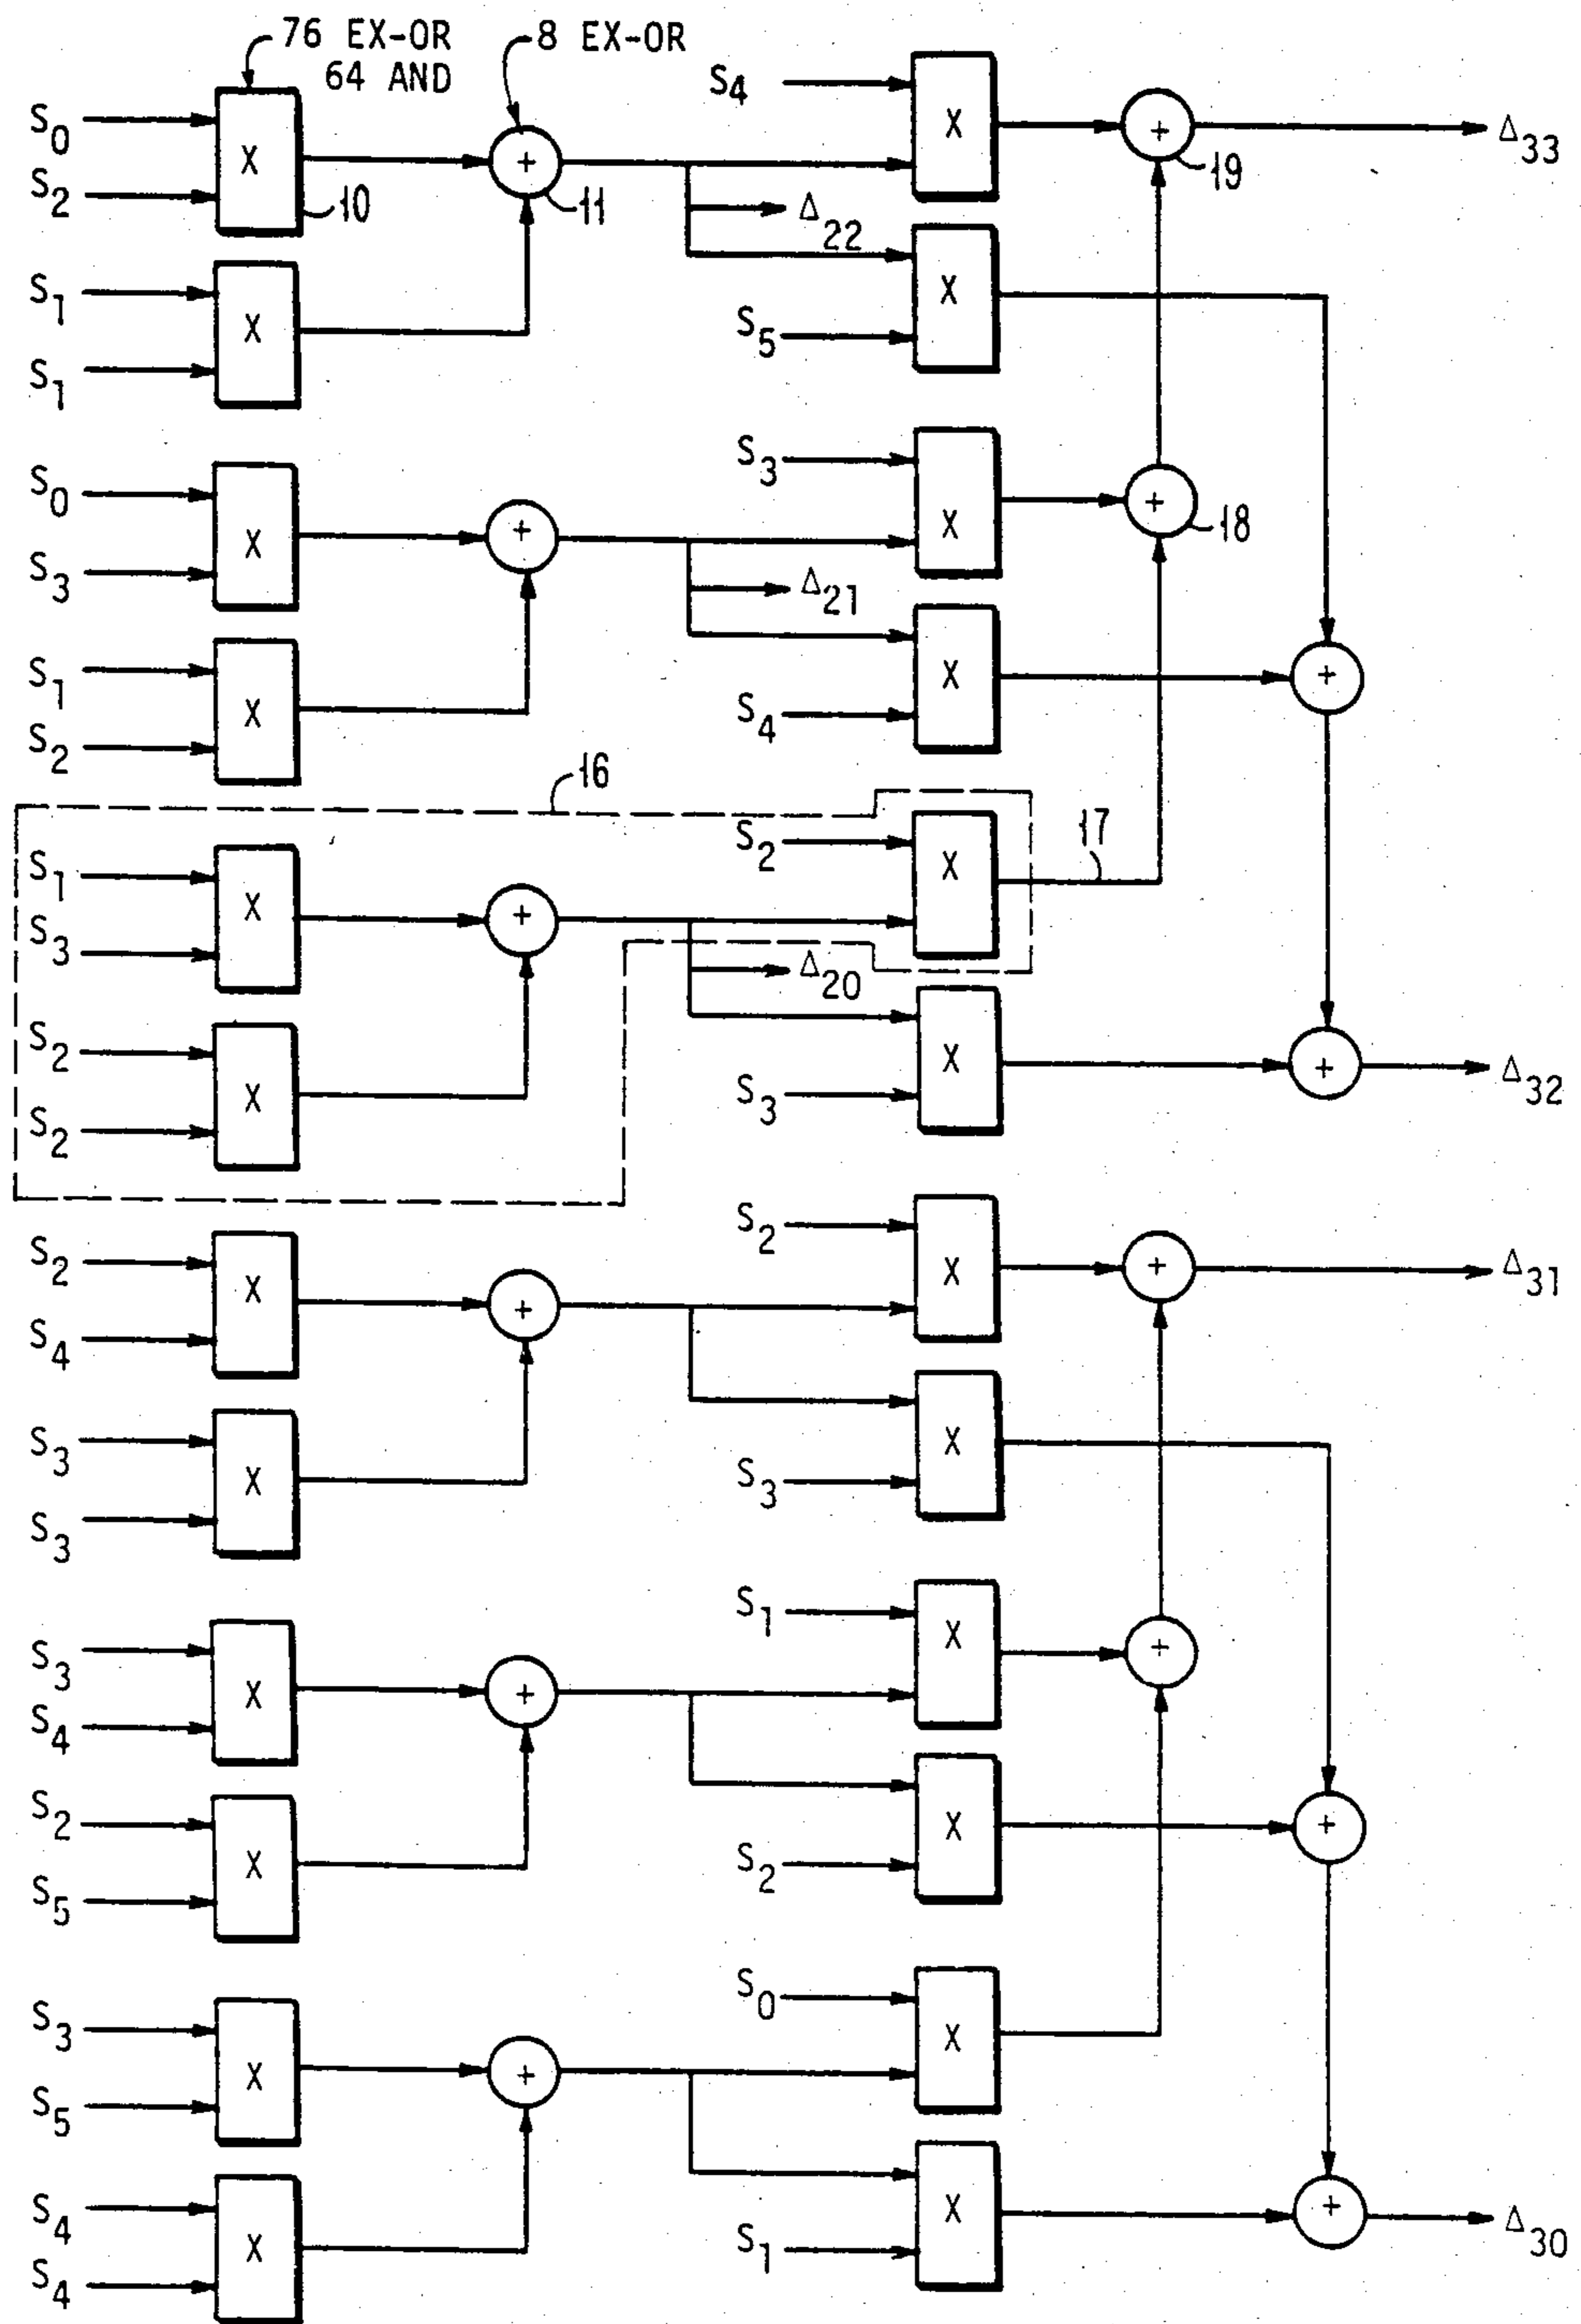 76 EX-OR
64 AND
8 EX-OR
S0
S2
X
10
+
11
S4
X
+
19
Δ33
Δ22
S1
S1
X
S5
X
S0
S3
X
+
S3
X
+
18
Δ21
S1
S2
X
S4
X
+
16
S1
S3
X
+
S2
X
17
Δ20
S2
S2
X
S3
X
+
Δ32
S2
S4
X
+
S2
X
+
Δ31
S3
S3
X
S3
X
S3
S4
X
+
S1
X
+
S2
S5
X
S2
X
+
S3
S5
X
+
S0
X
S4
S4
X
S1
X
+
Δ30